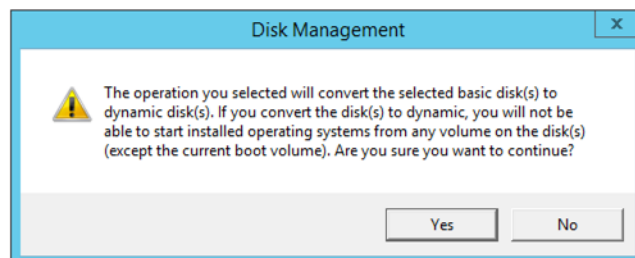 Disk Management
x
The operation you selected will convert the selected basic disk(s) to
dynamic disk(s). If you convert the disk(s) to dynamic, you will not be
able to start installed operating systems from any volume on the disk(s)
(except the current boot volume). Are you sure you want to continue?
Yes No